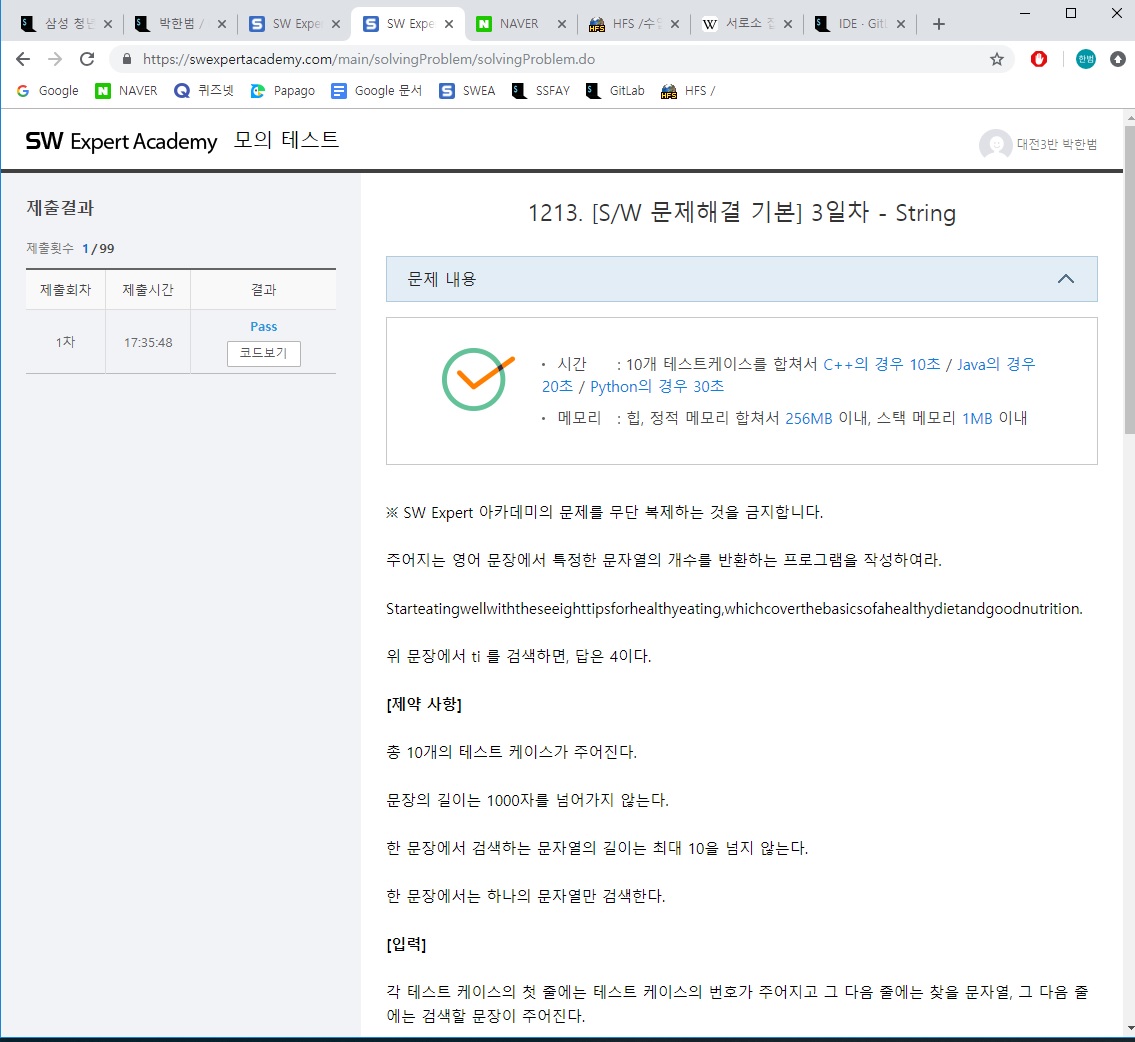 삼성 청년
박한범 /
SW Expe
SW Expe
NAVER
HFS /수업
서로소 집
IDE · GitL
https://swexpertacademy.com/main/solvingProblem/solvingProblem.do
한범
Google
NAVER
퀴즈넷
Papago
Google 문서
SWEA
SSFAY
GitLab
HFS /
SW Expert Academy 모의 테스트
대전3반 박한범
제출결과
제출횟수 1 / 99
제출회차 제출시간 결과
1차 17:35:48 Pass
코드보기
1213. [S/W 문제해결 기본] 3일차 - String
문제 내용
· 시간 : 10개 테스트케이스를 합쳐서 C++의 경우 10초 / Java의 경우
20초 / Python의 경우 30초
· 메모리 : 힙, 정적 메모리 합쳐서 256MB 이내, 스택 메모리 1MB 이내
※ SW Expert 아카데미의 문제를 무단 복제하는 것을 금지합니다.
주어지는 영어 문장에서 특정한 문자열의 개수를 반환하는 프로그램을 작성하여라.
Starteatingwellwiththeseeighttipsforhealthyeating,whichcoverthebasicsofahealthydietandgoodnutrition.
위 문장에서 ti 를 검색하면, 답은 4이다.
[제약 사항]
총 10개의 테스트 케이스가 주어진다.
문장의 길이는 1000자를 넘어가지 않는다.
한 문장에서 검색하는 문자열의 길이는 최대 10을 넘지 않는다.
한 문장에서는 하나의 문자열만 검색한다.
[입력]
각 테스트 케이스의 첫 줄에는 테스트 케이스의 번호가 주어지고 그 다음 줄에는 찾을 문자열, 그 다음 줄
에는 검색할 문장이 주어진다.